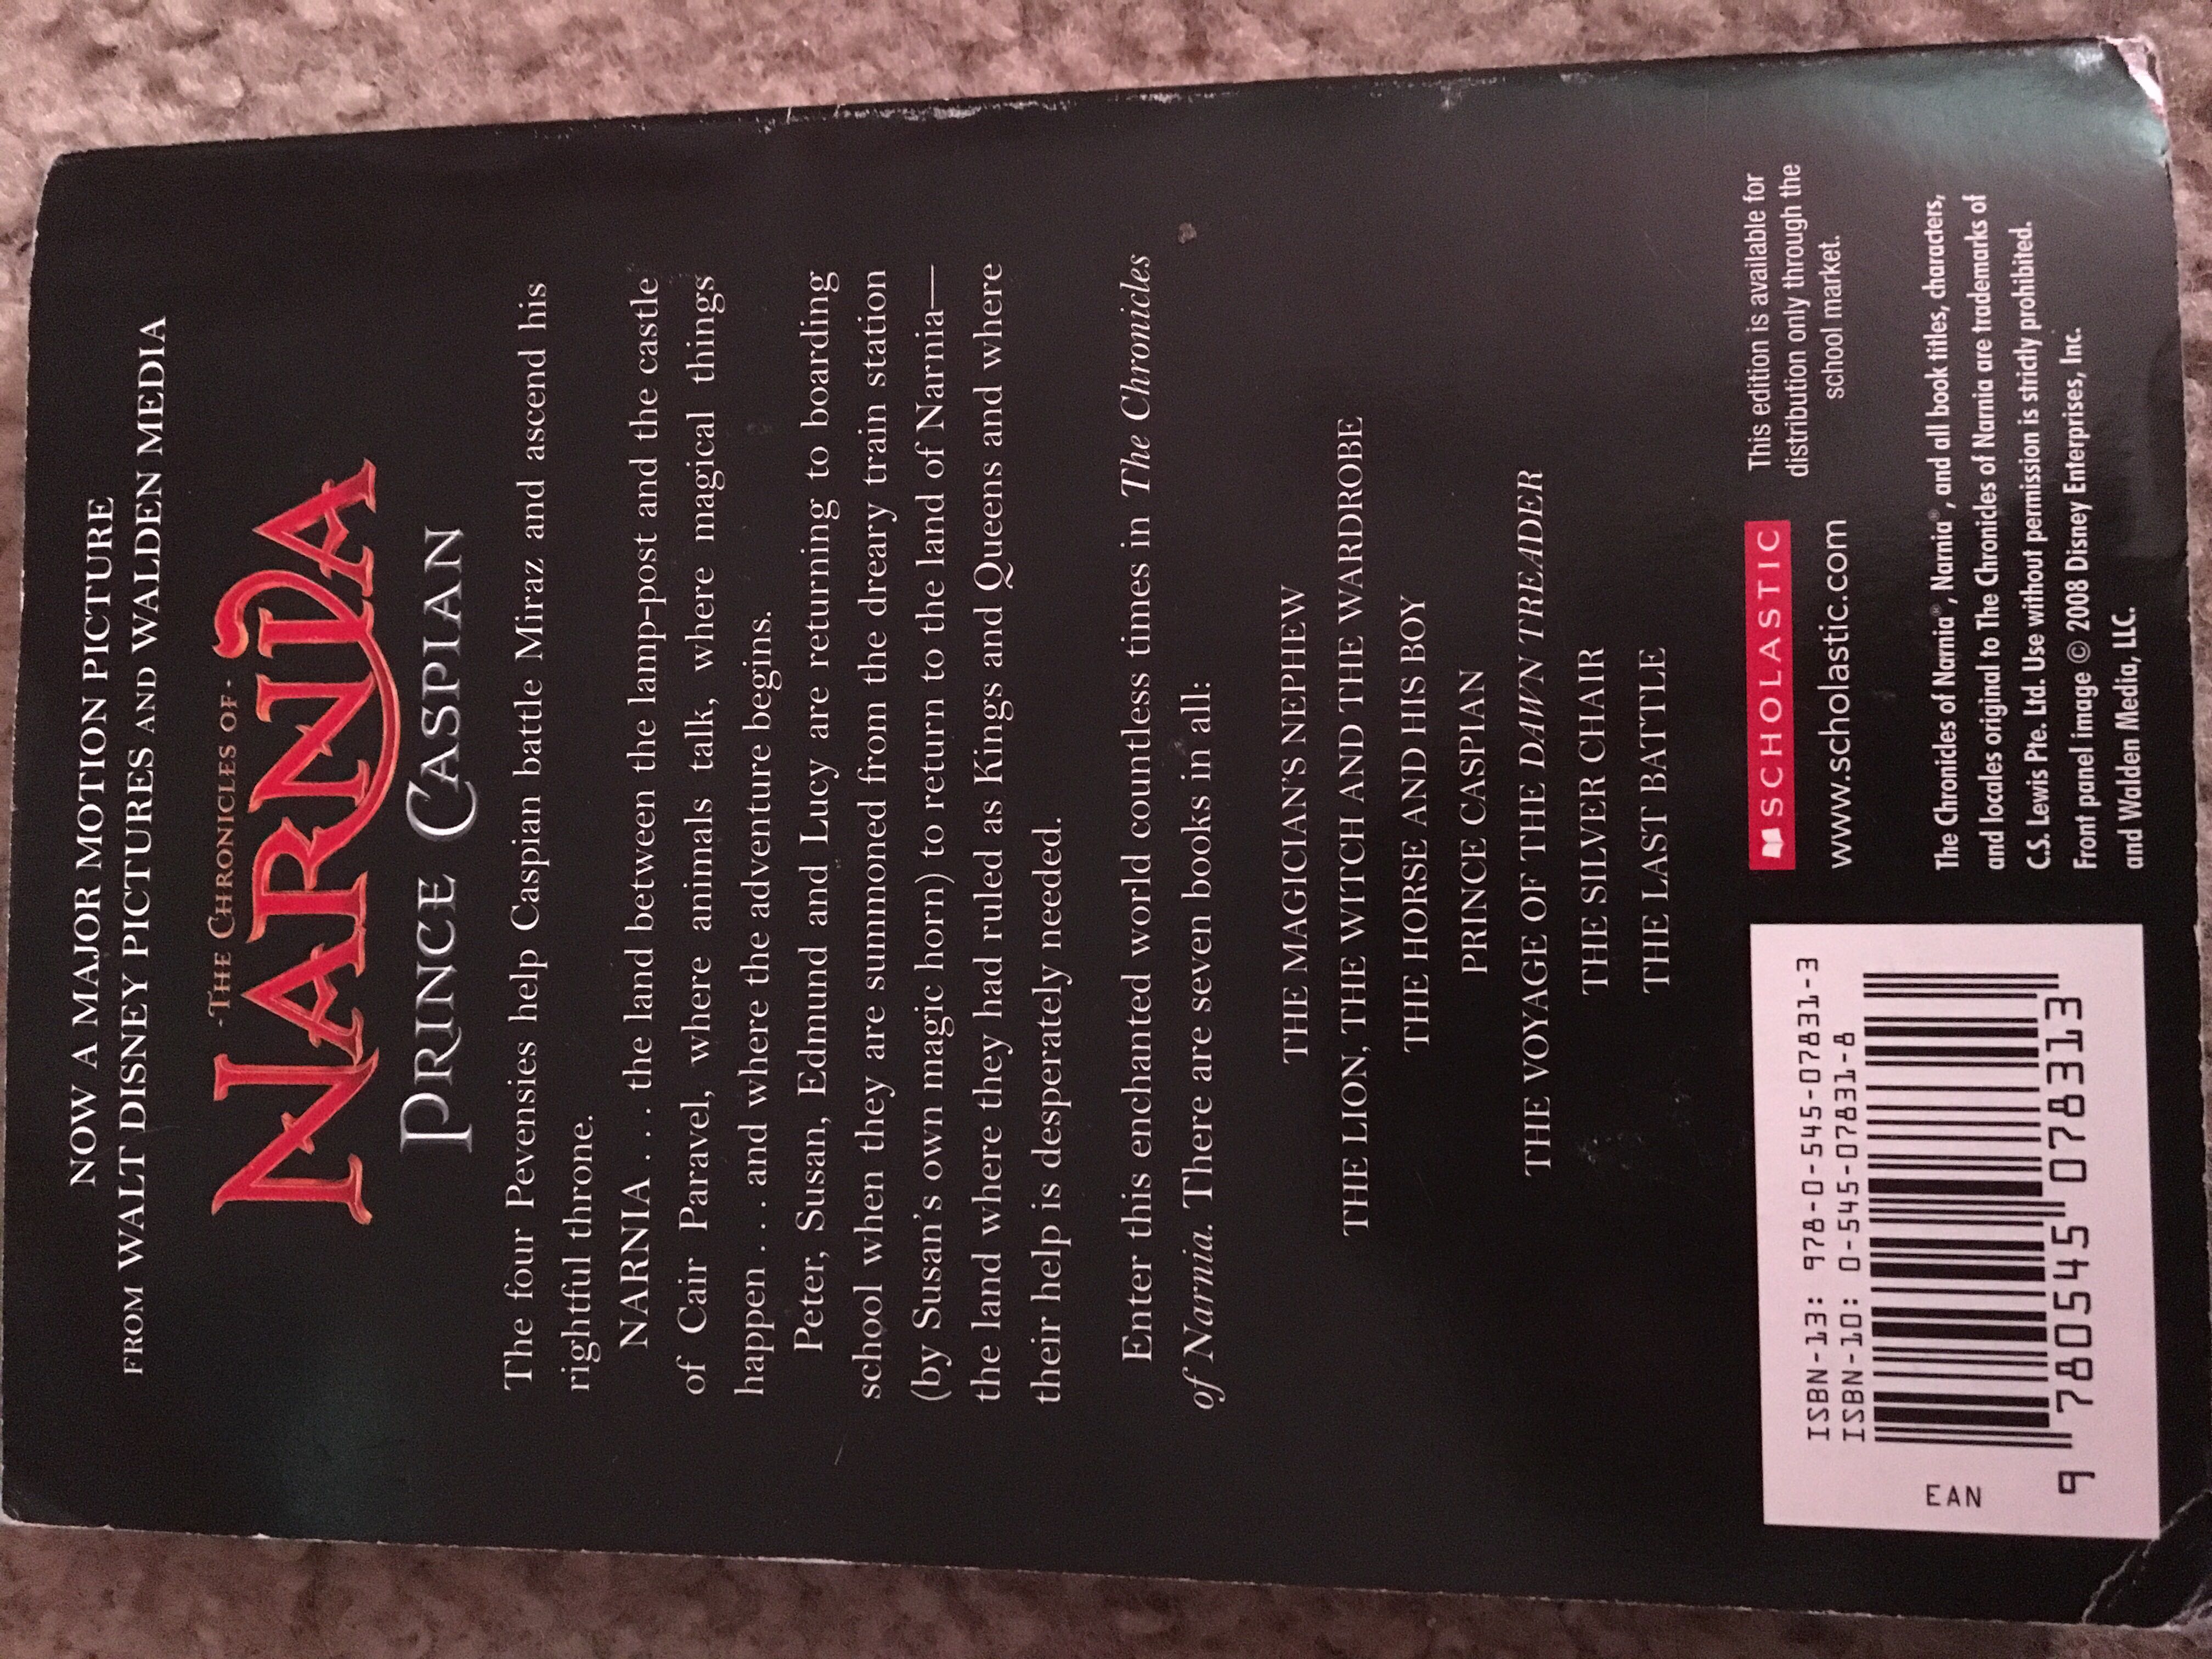 NOW A MAJOR MOTION PICTURE
FROM WALT DISNEY PICTURES AND WALDEN MEDIA
-THE CHRONICLES OF-
NARNIA
PRINCE CASPIAN
The four Pevensies help Caspian battle Miraz and ascend his
rightful throne.
NARNIA . . . the land between the lamp-post and the castle
of Cair Paravel, where animals talk, where magical things
happen . . . and where the adventure begins.
Peter, Susan, Edmund and Lucy are returning to boarding
school when they are summoned from the dreary train station
(by Susan's own magic horn) to return to the land of Narnia—
the land where they had ruled as Kings and Queens and where
their help is desperately needed.
Enter this enchanted world countless times in The Chronicles
of Narnia. There are seven books in all:
THE MAGICIAN'S NEPHEW
THE LION, THE WITCH AND THE WARDROBE
THE HORSE AND HIS BOY
PRINCE CASPIAN
THE VOYAGE OF THE DAWN TREADER
THE SILVER CHAIR
THE LAST BATTLE
ISBN-13: 978-0-545-07831-3
ISBN-10: 0-545-07831-8
EAN
9 780545 078313
SCHOLASTIC
www.scholastic.com
This edition is available for
distribution only through the
school market.
The Chronicles of Narnia®, Narnia®, and all book titles, characters,
and locales original to The Chronicles of Narnia are trademarks of
C.S. Lewis Pte. Ltd. Use without permission is strictly prohibited.
Front panel image © 2008 Disney Enterprises, Inc.
and Walden Media, LLC.